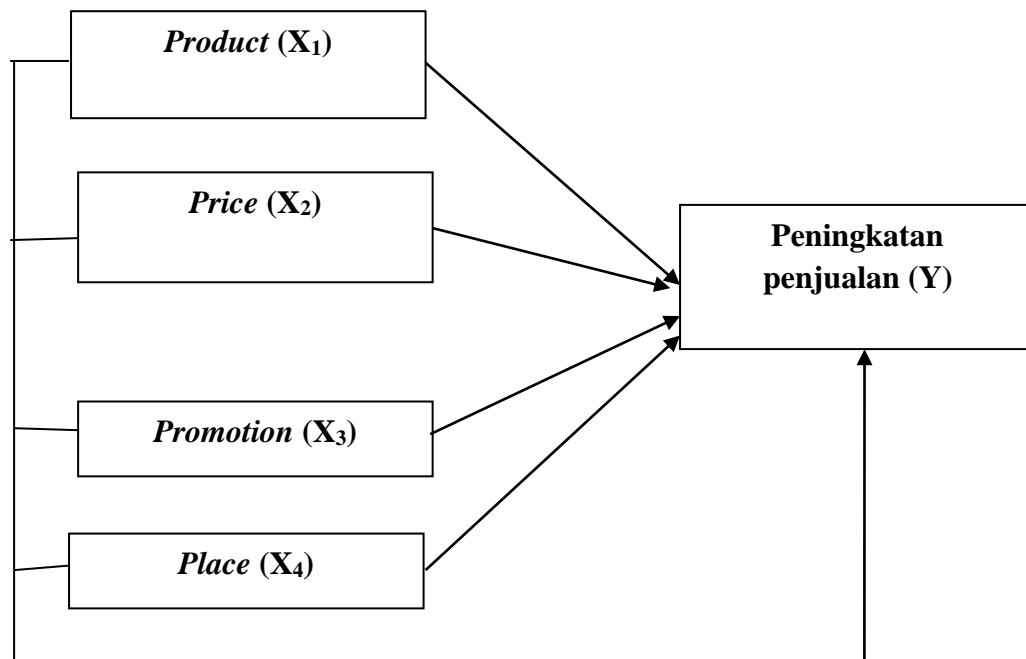 Product (X₁)
Price (X₂)
Peningkatan
penjualan (Y)
Promotion (X₃)
Place (X₄)